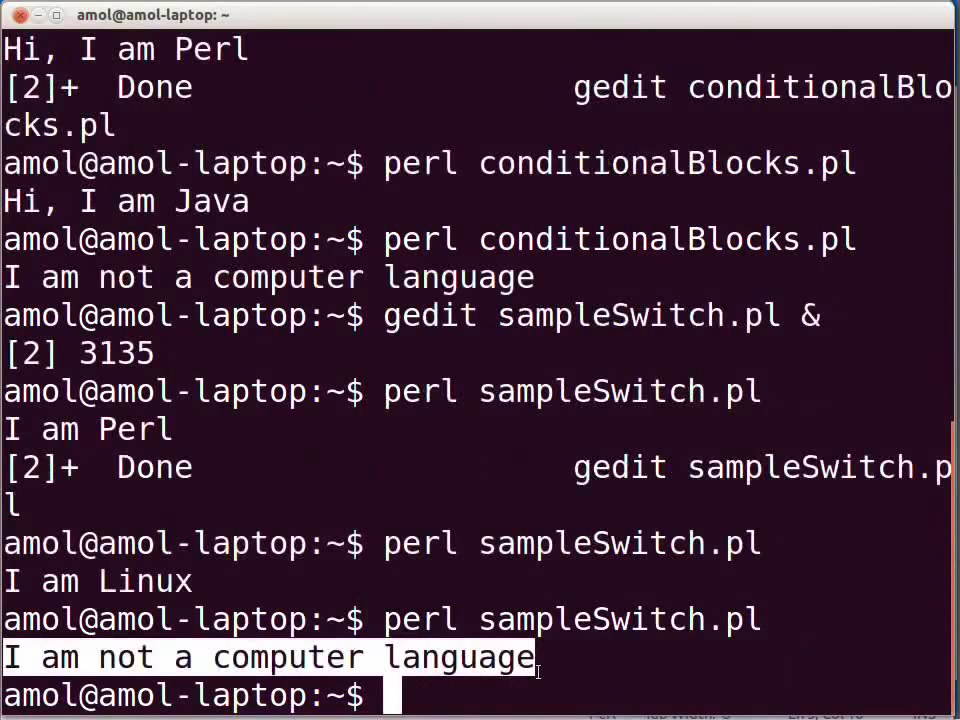 amol@amol-laptop: ~
Hi, I am Perl
[2]+  Done                    gedit conditionalBlo
cks.pl
amol@amol-laptop:~$ perl conditionalBlocks.pl
Hi, I am Java
amol@amol-laptop:~$ perl conditionalBlocks.pl
I am not a computer language
amol@amol-laptop:~$ gedit sampleSwitch.pl &
[2] 3135
amol@amol-laptop:~$ perl sampleSwitch.pl
I am Perl
[2]+  Done                    gedit sampleSwitch.p
l
amol@amol-laptop:~$ perl sampleSwitch.pl
I am Linux
amol@amol-laptop:~$ perl sampleSwitch.pl
I am not a computer language
amol@amol-laptop:~$